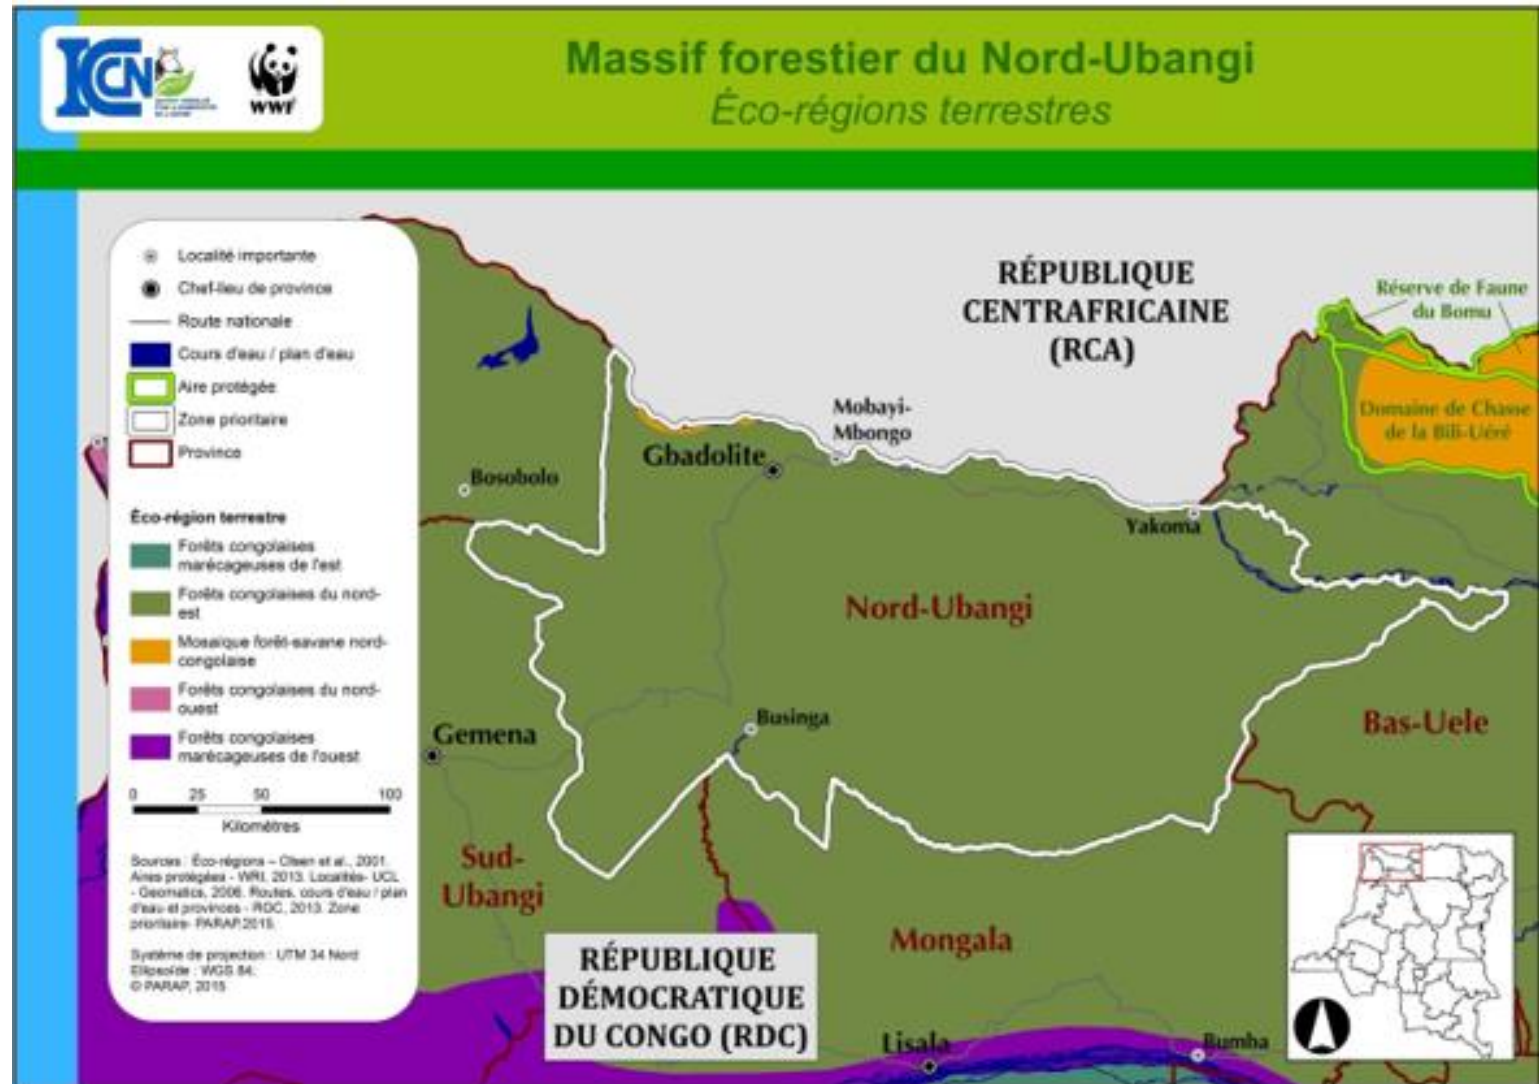 ICCN
WWF
Massif forestier du Nord-Ubangi
Éco-régions terrestres
Localité importante
Chef-lieu de province
Route nationale
Cours d'eau / plan d'eau
Aire protégée
Zone prioritaire
Province
Éco-région terrestre
Forêts congolaises
marécageuses de l'est
Forêts congolaises du nord-
est
Mosaïque forêt-savane nord-
congolaise
Forêts congolaises du nord-
ouest
Forêts congolaises
marécageuses de l'ouest
0 25 50 100
Kilomètres
Sources : Éco-régions – Olsen et al., 2001.
Aires protégées - WRI, 2013. Localités- UCL
- Geomatics, 2006. Routes, cours d'eau / plan
d'eau et provinces - RGC, 2013. Zone
prioritaire- PARAP,2015.
Système de projection : UTM 34 Nord
Ellipsoïde : WGS 84;
© PARAP, 2015
RÉPUBLIQUE
CENTRAFRICAINE
(RCA)
Réserve de Faune
du Bomu
Domaine de Chasse
de la Bili-Uéré
Mobayi-
Mbongo
Gbadolite
Bosobolo
Yakoma
Nord-Ubangi
Businga
Gemena
Bas-Uele
Sud-
Ubangi
Mongala
RÉPUBLIQUE
DÉMOCRATIQUE
DU CONGO (RDC)
Lisala
Bumba